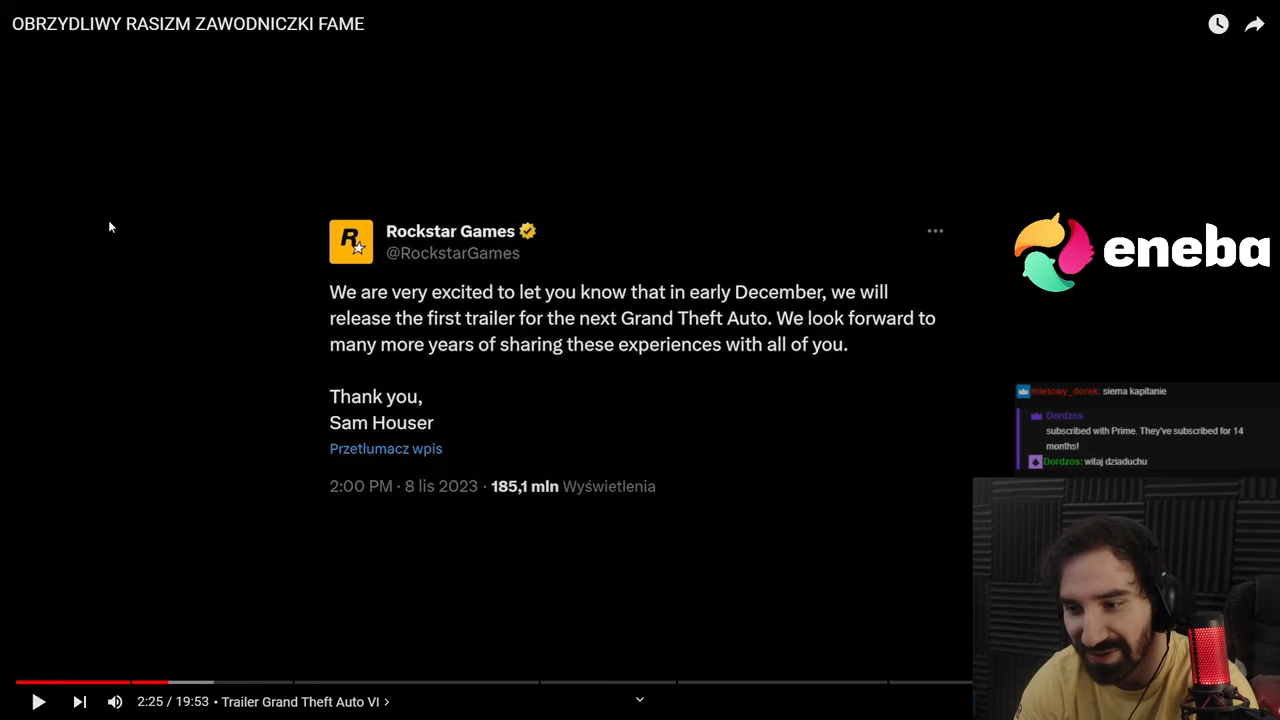 OBRZYDLIWY RASIZM ZAWODNICZKI FAME
Rockstar Games
@RockstarGames
We are very excited to let you know that in early December, we will
release the first trailer for the next Grand Theft Auto. We look forward to
many more years of sharing these experiences with all of you.
Thank you,
Sam Houser
Przetłumacz wpis
2:00 PM · 8 lis 2023 · 185,1 mln Wyświetlenia
eneba
mietowy_dorek: siema kapitanie
Dordzos
subscribed with Prime. They've subscribed for 14
months!
Dordzos: witaj dziaduchu
2:25 / 19:53 • Trailer Grand Theft Auto VI >